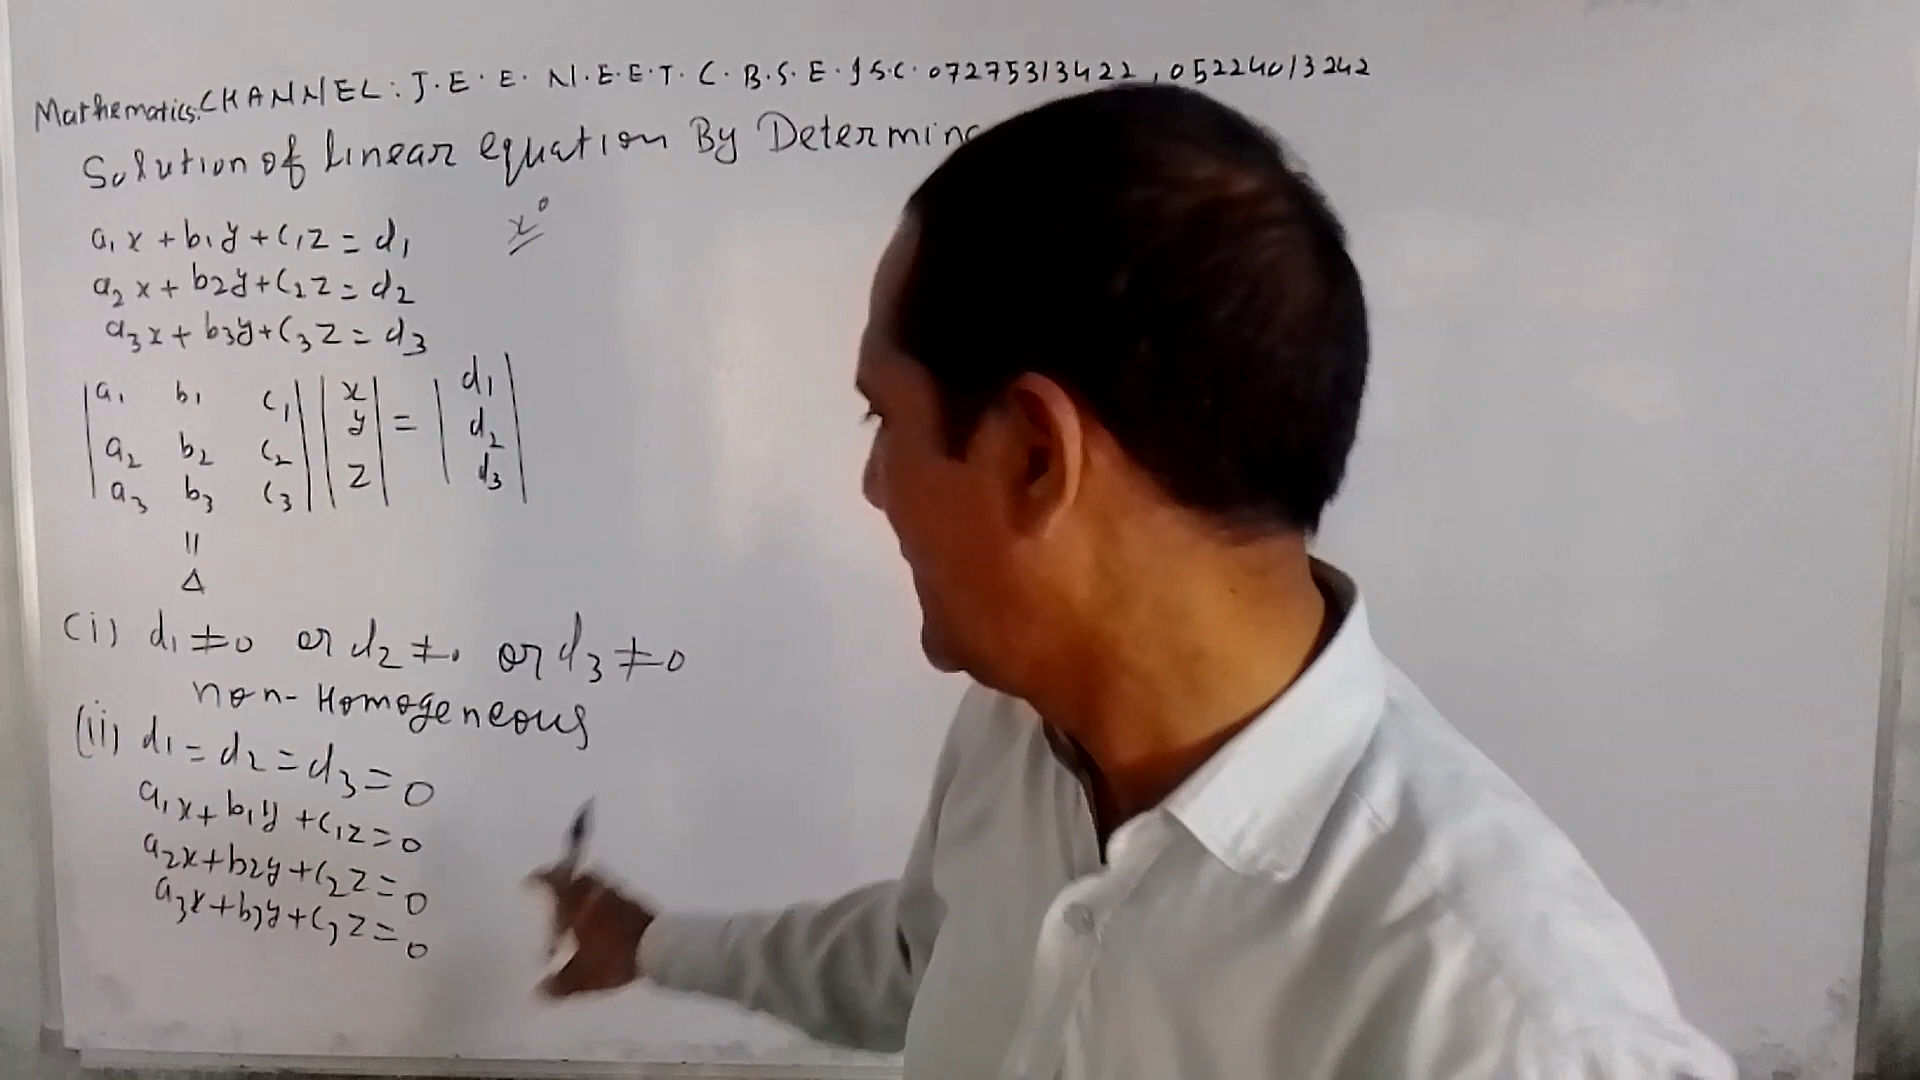 Mathematics. CHANNEL: J.E.E. N.E.E.T. C.B.S.E. I.S.C. 07275313422, 05224013242
Solution of linear equation By Determin
a₁x + b₁y + c₁z = d₁
x⁰
a₂x + b₂y + c₂z = d₂
a₃x + b₃y + c₃z = d₃
| a₁ b₁ c₁ | | x | = | d₁ |
| a₂ b₂ c₂ | | y | | d₂ |
| a₃ b₃ c₃ | | z | | d₃ |
||
Δ
(i) d₁ ≠ 0 or d₂ ≠ 0 or d₃ ≠ 0
non-Homogeneous
(ii) d₁ = d₂ = d₃ = 0
a₁x + b₁y + c₁z = 0
a₂x + b₂y + c₂z = 0
a₃x + b₃y + c₃z = 0